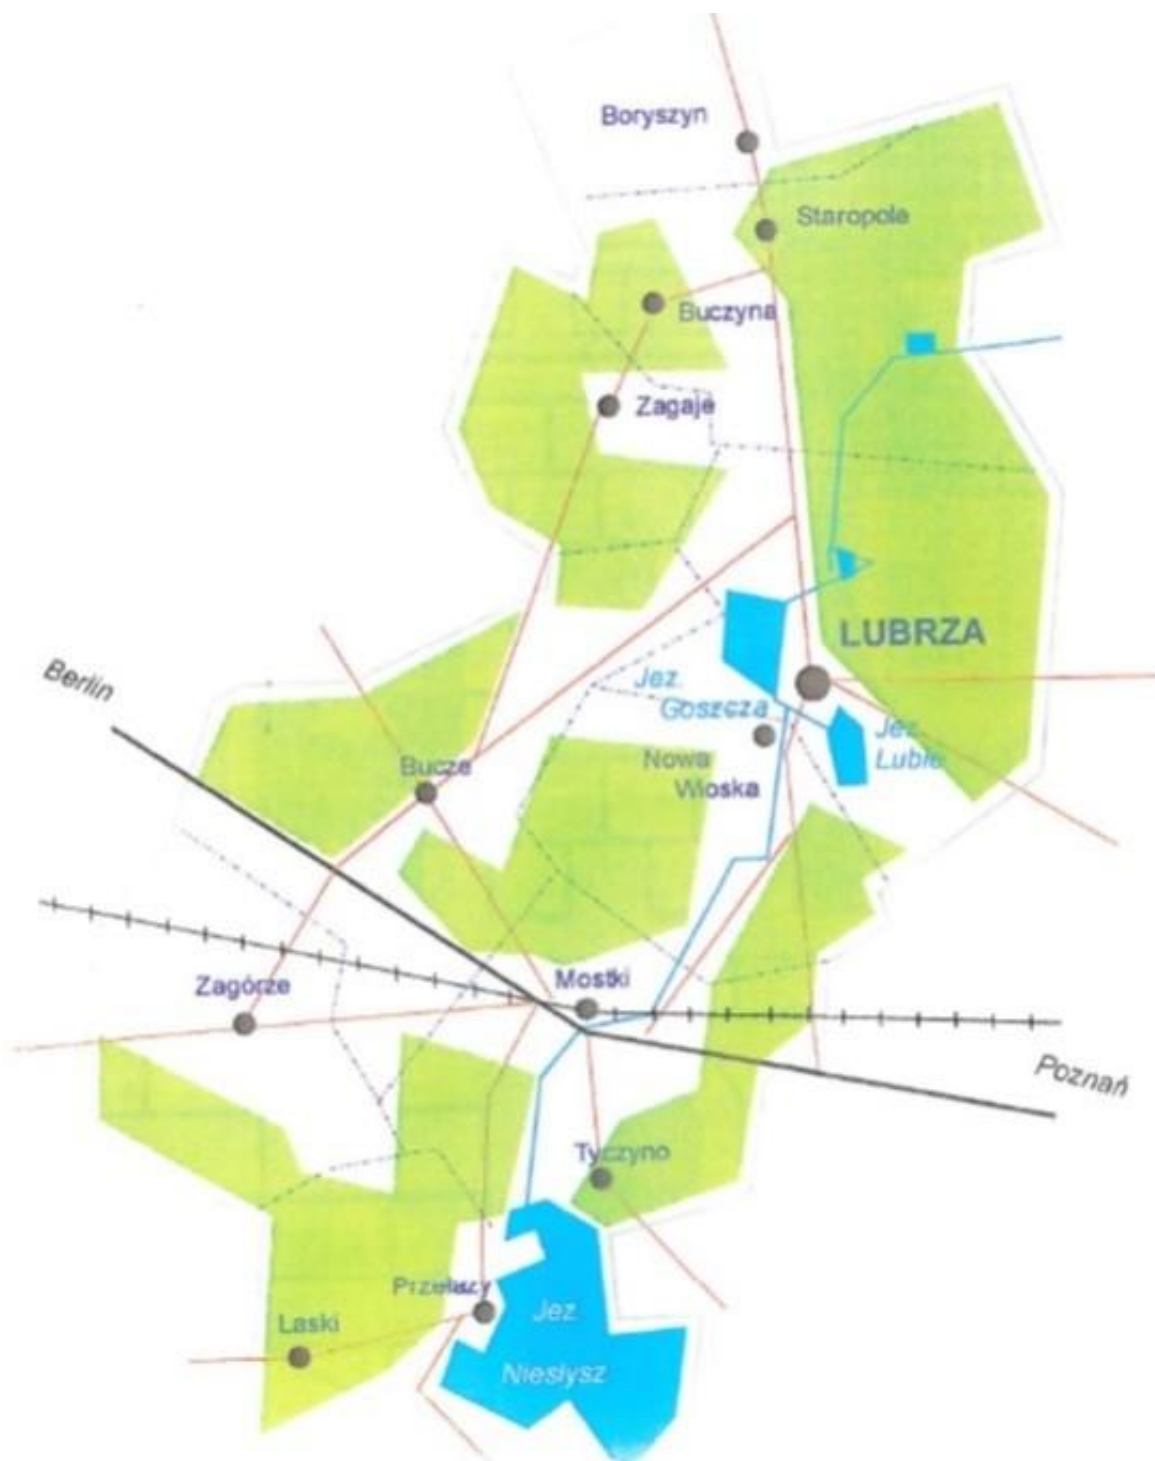 Boryszyn
Staropole
Buczyna
Zagaje
LUBRZA
Berlin
Jez.
Goszcza
Jez.
Lubie
Nowa
Wioska
Bucze
Mostki
Zagórze
Poznań
Tyczyno
Przełazy
Laski
Jez.
Niesłysz